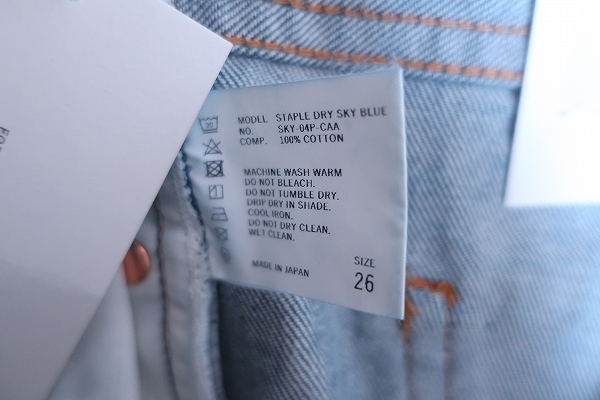 MODEL STAPLE DRY SKY BLUE
NO. SKY-04P-CAA
COMP. 100% COTTON
MACHINE WASH WARM
DO NOT BLEACH.
DO NOT TUMBLE DRY.
DRIP DRY IN SHADE.
COOL IRON.
DO NOT DRY CLEAN.
WET CLEAN.
MADE IN JAPAN
SIZE
26